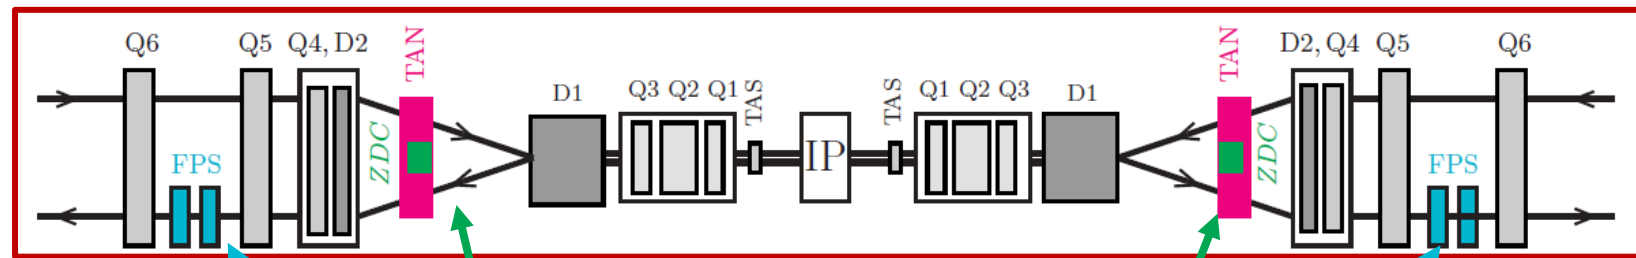 Q6 Q5 Q4, D2 TAN D1 Q3 Q2 Q1 TAS IP TAS Q1 Q2 Q3 D1 TAN D2, Q4 Q5 Q6
FPS ZDC ZDC FPS